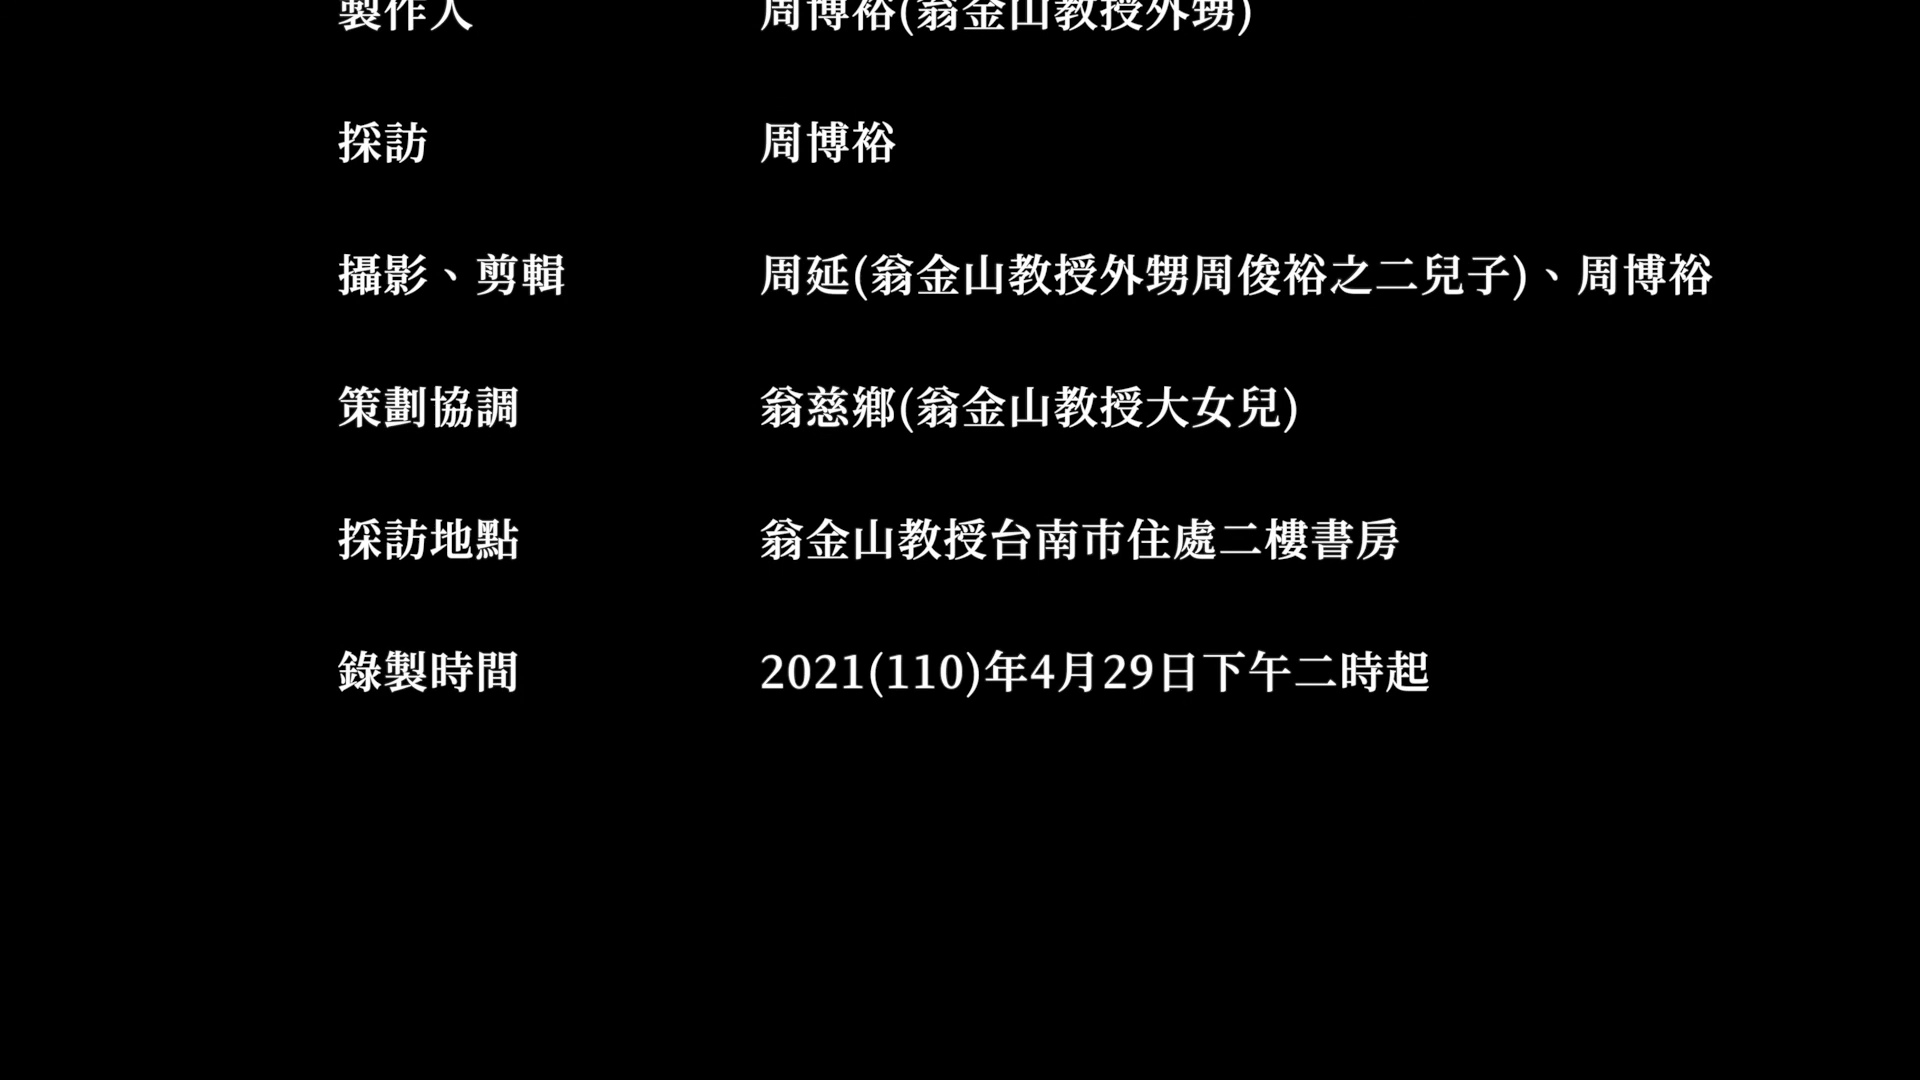 製作人 周博裕(翁金山教授外甥)
採訪 周博裕
攝影、剪輯 周延(翁金山教授外甥周俊裕之二兒子)、周博裕
策劃協調 翁慈鄉(翁金山教授大女兒)
採訪地點 翁金山教授台南市住處二樓書房
錄製時間 2021(110)年4月29日下午二時起